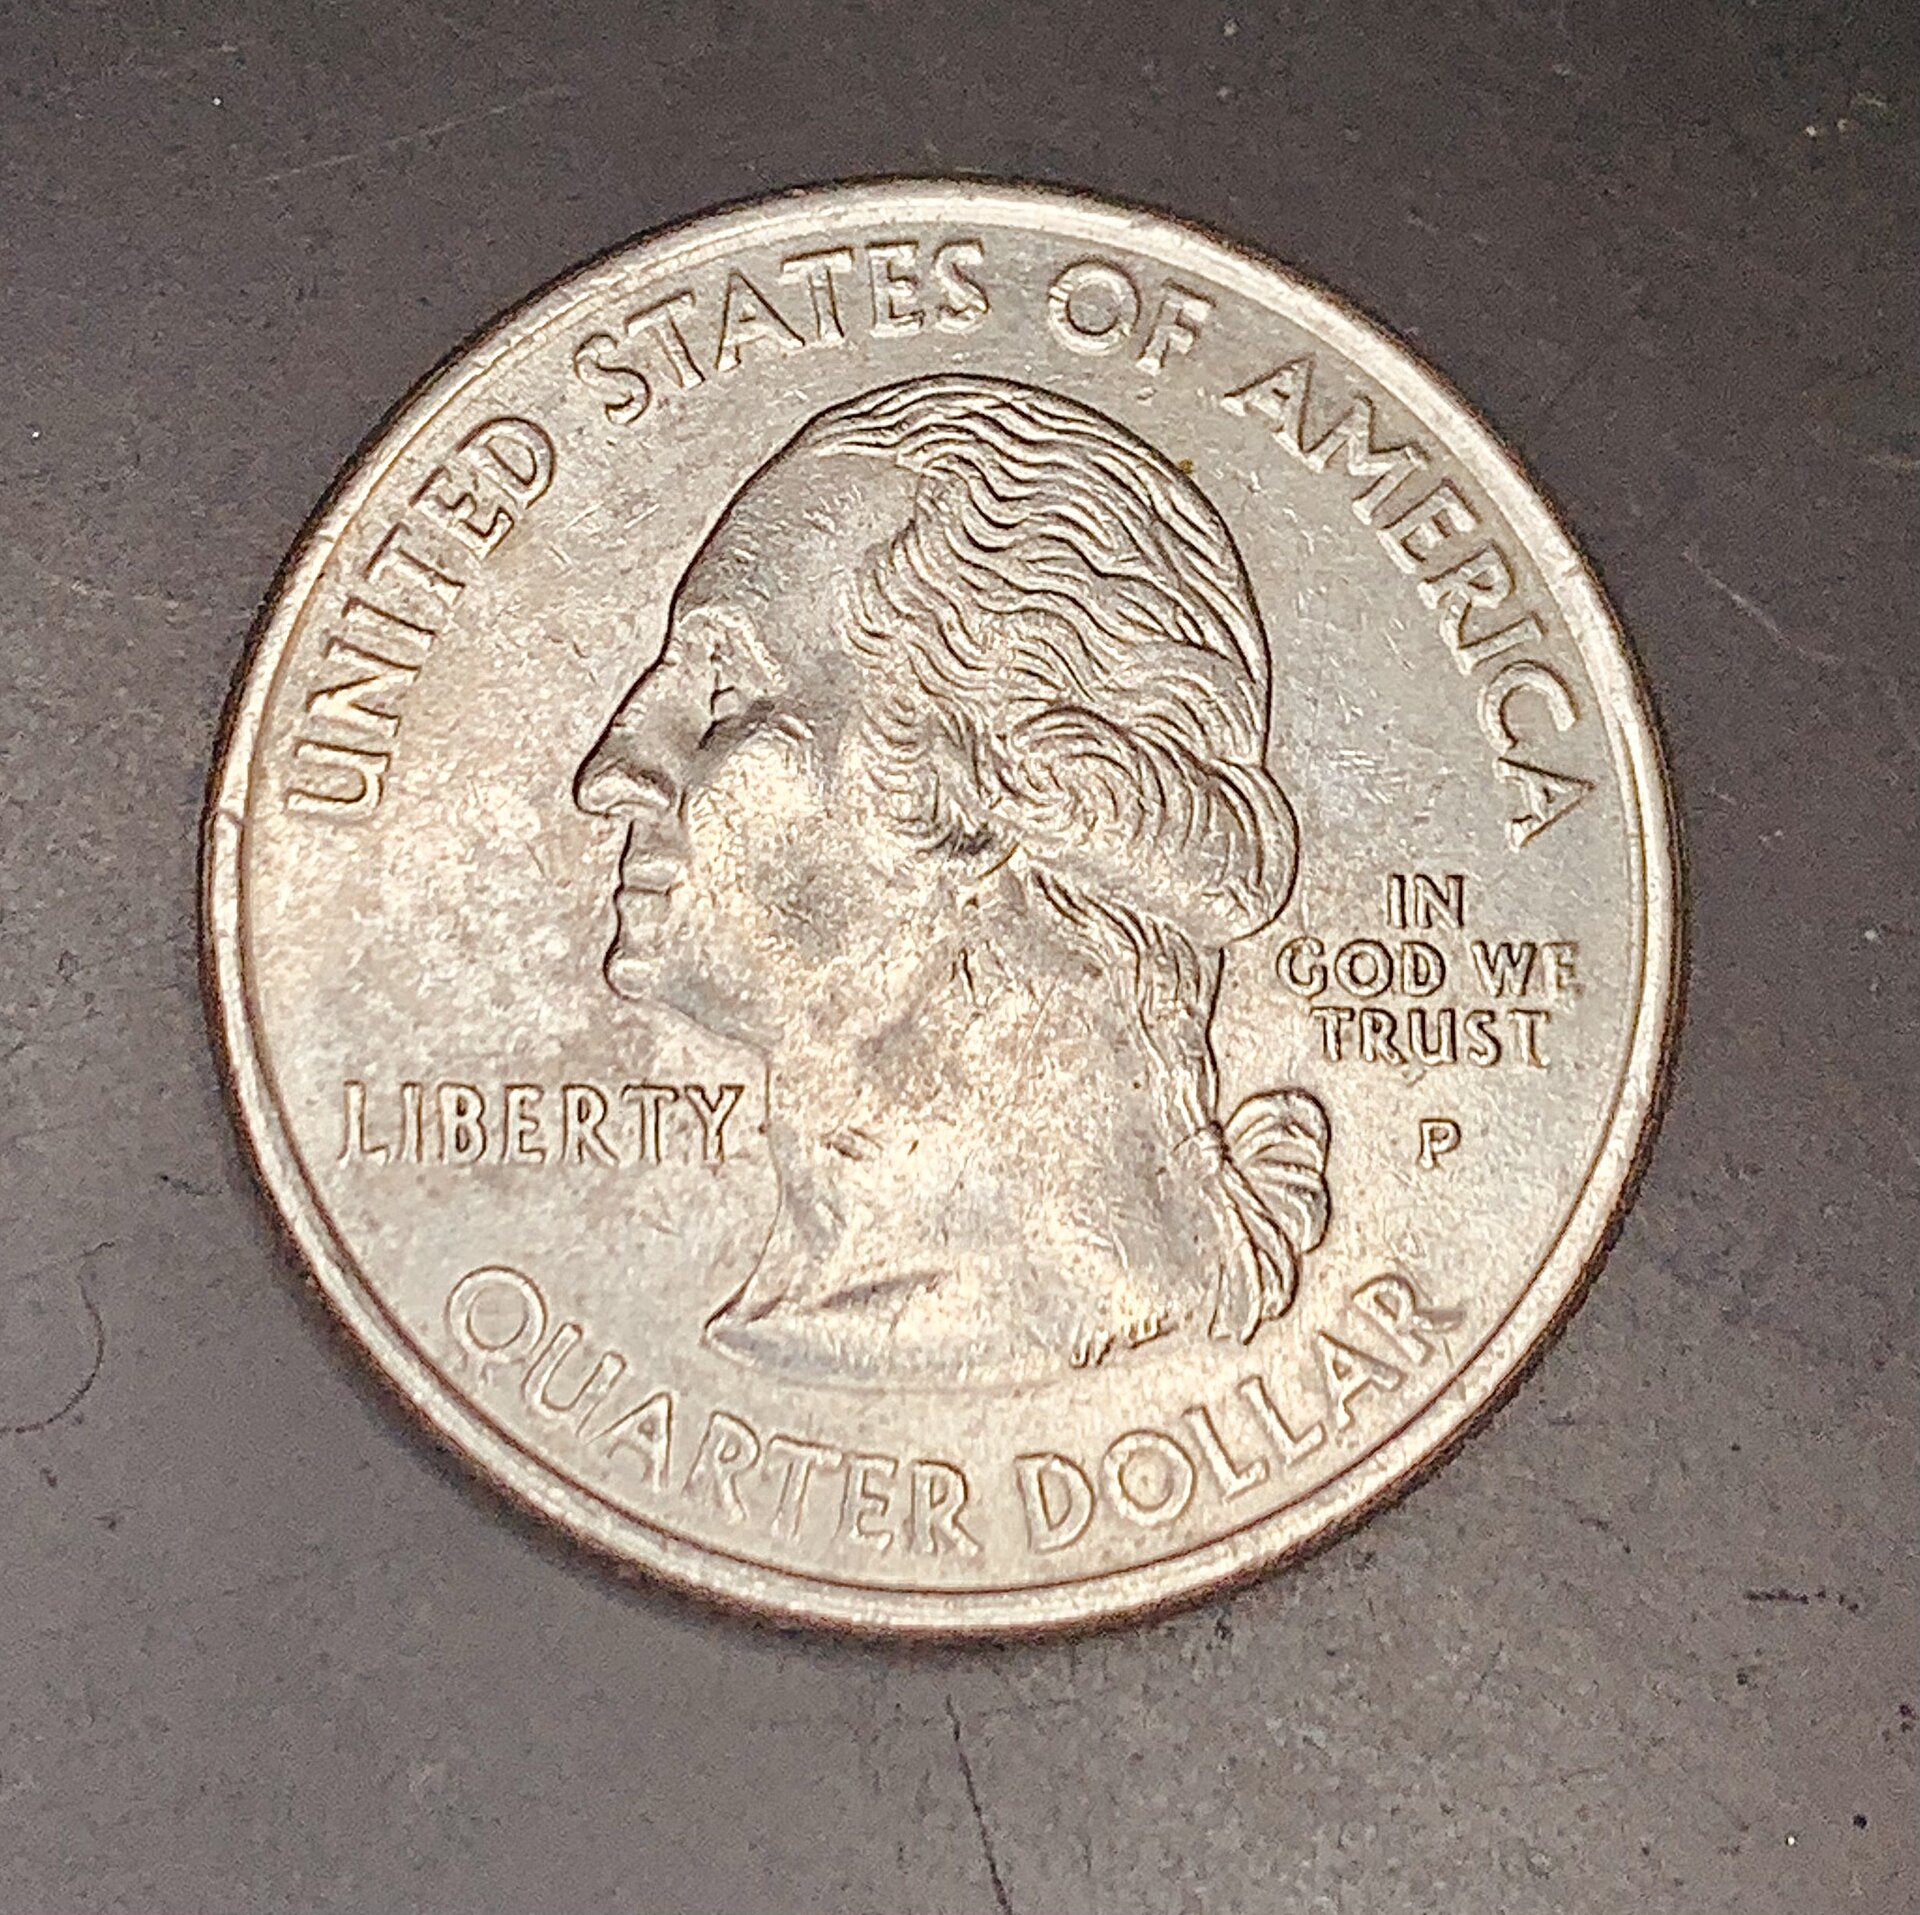 UNITED STATES OF AMERICA
IN
GOD WE
TRUST
LIBERTY
P
QUARTER DOLLAR